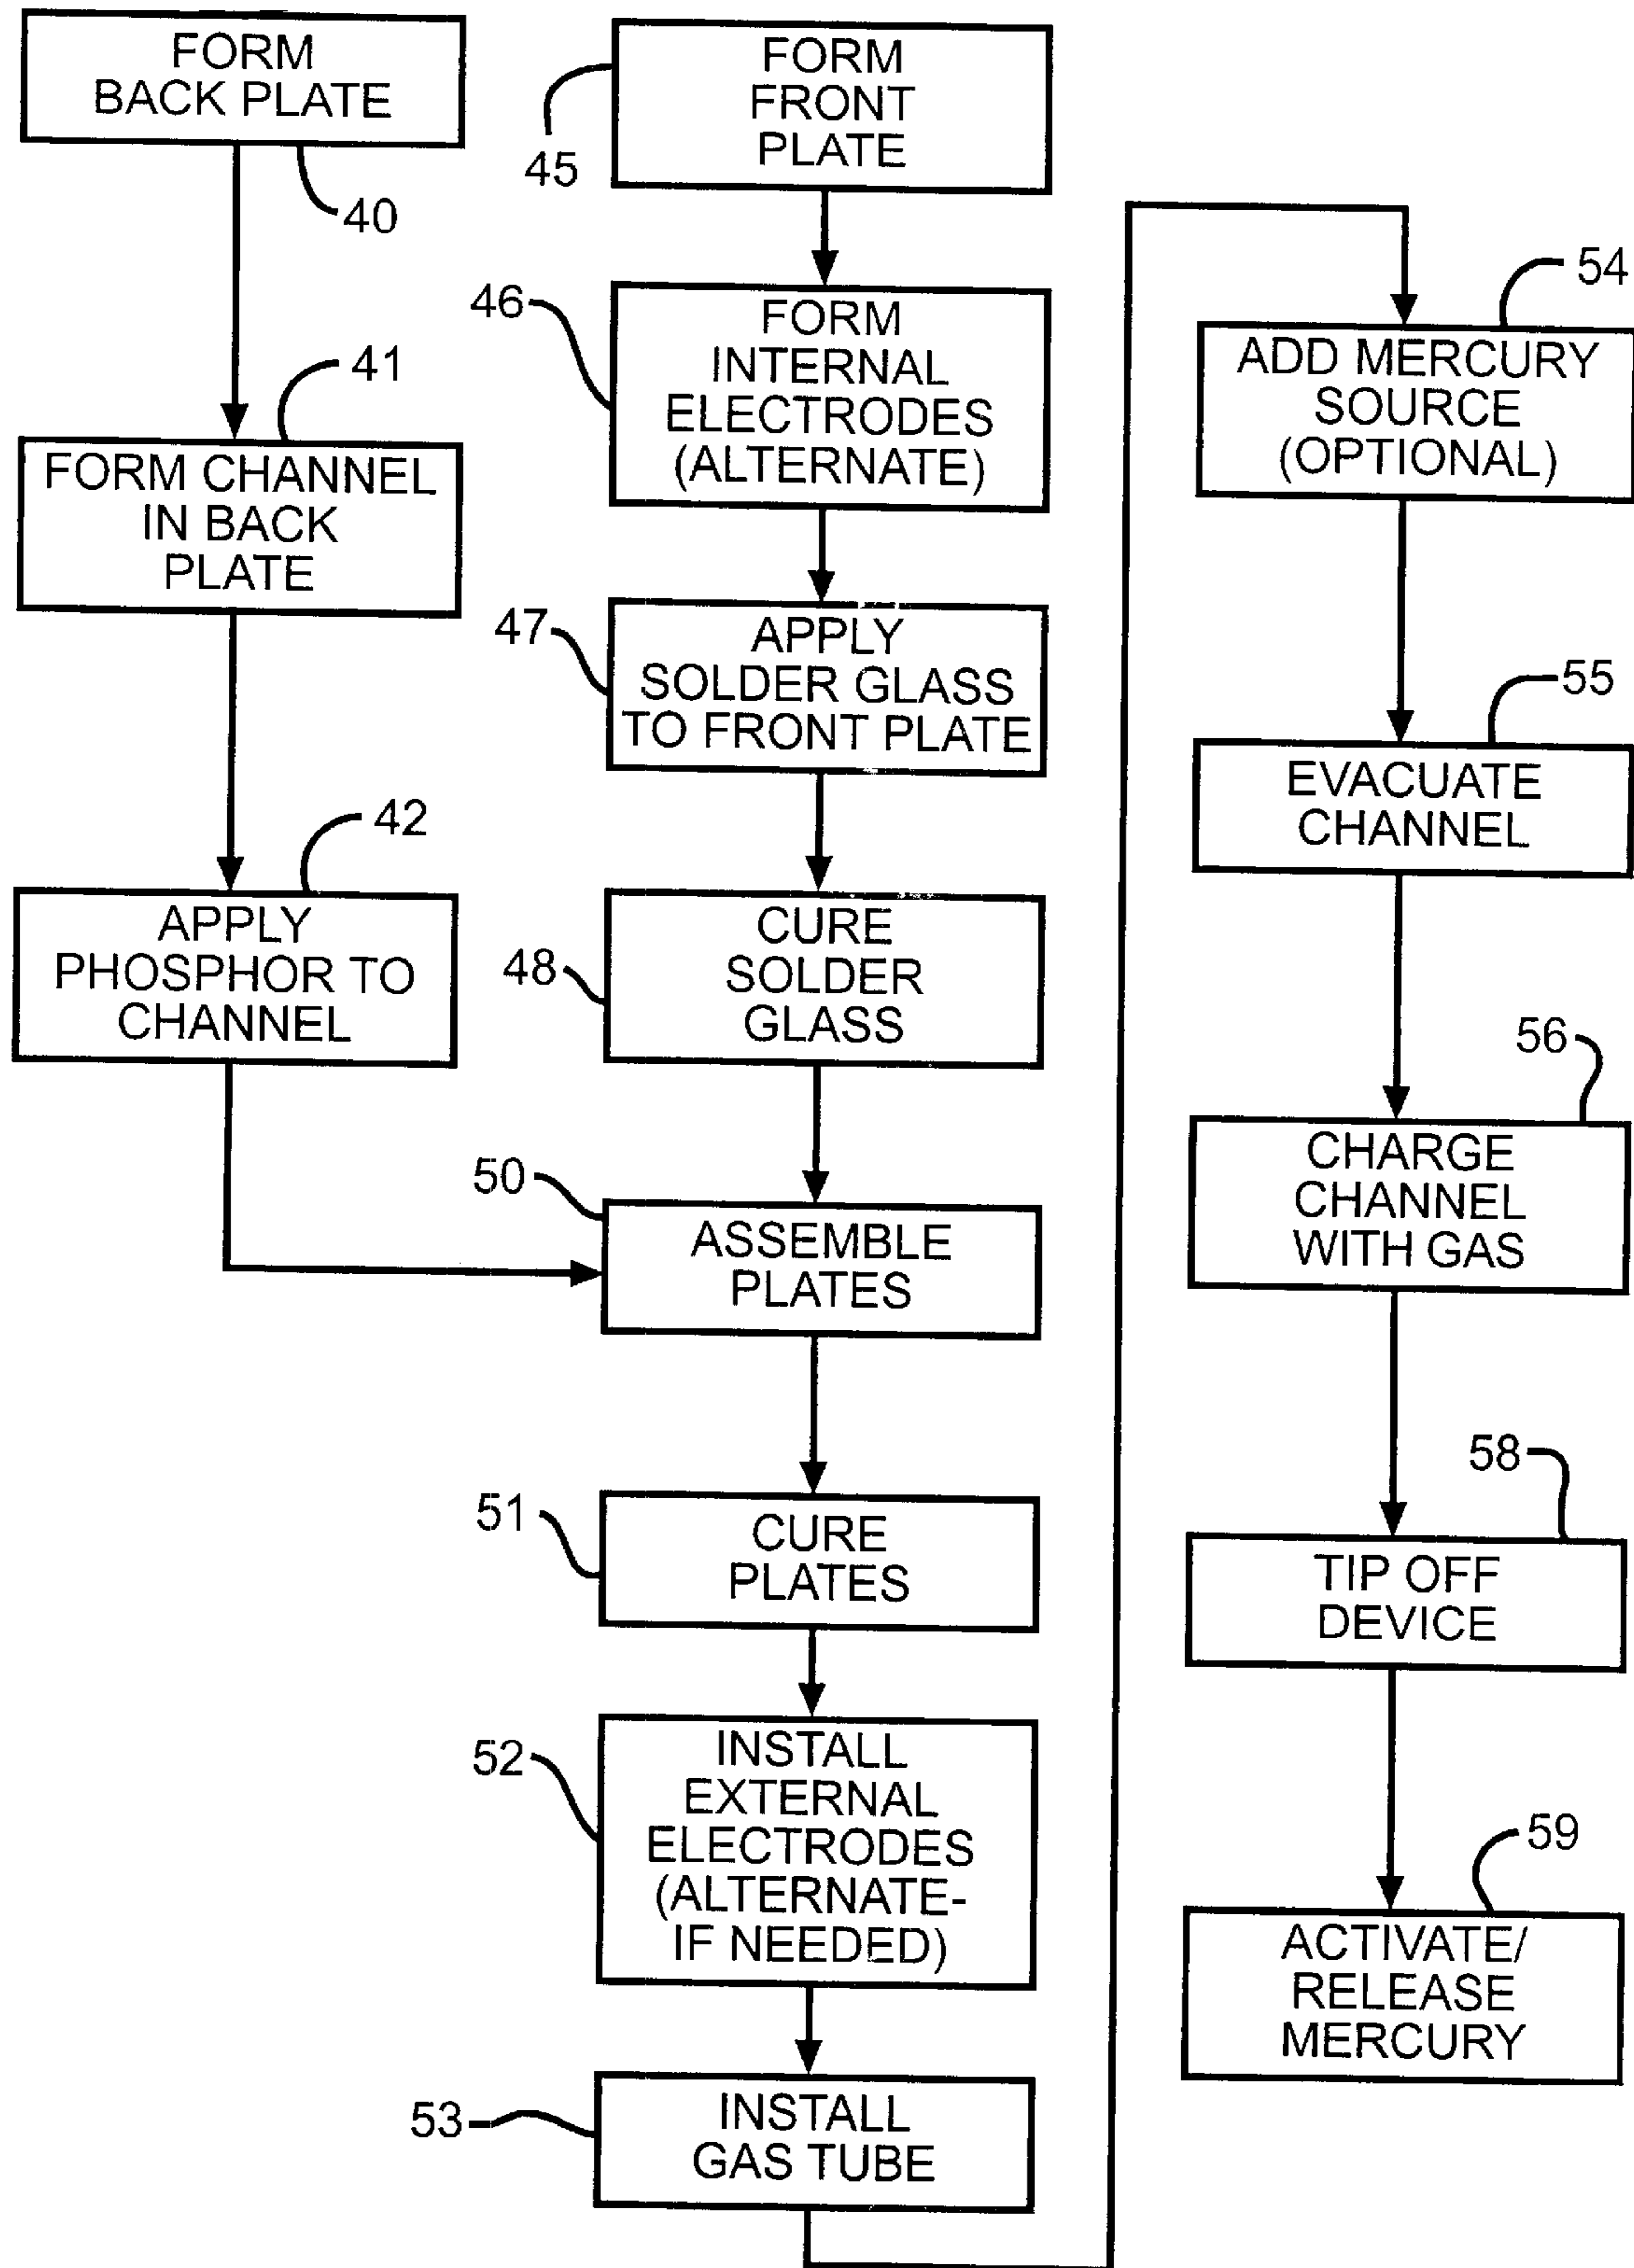 FORM
BACK PLATE
40
41
FORM CHANNEL
IN BACK
PLATE
42
APPLY
PHOSPHOR TO
CHANNEL
FORM
FRONT
PLATE
45
46
FORM
INTERNAL
ELECTRODES
(ALTERNATE)
47
APPLY
SOLDER GLASS
TO FRONT PLATE
48
CURE
SOLDER
GLASS
50
ASSEMBLE
PLATES
51
CURE
PLATES
52
INSTALL
EXTERNAL
ELECTRODES
(ALTERNATE-
IF NEEDED)
53
INSTALL
GAS TUBE
54
ADD MERCURY
SOURCE
(OPTIONAL)
55
EVACUATE
CHANNEL
56
CHARGE
CHANNEL
WITH GAS
58
TIP OFF
DEVICE
59
ACTIVATE/
RELEASE
MERCURY